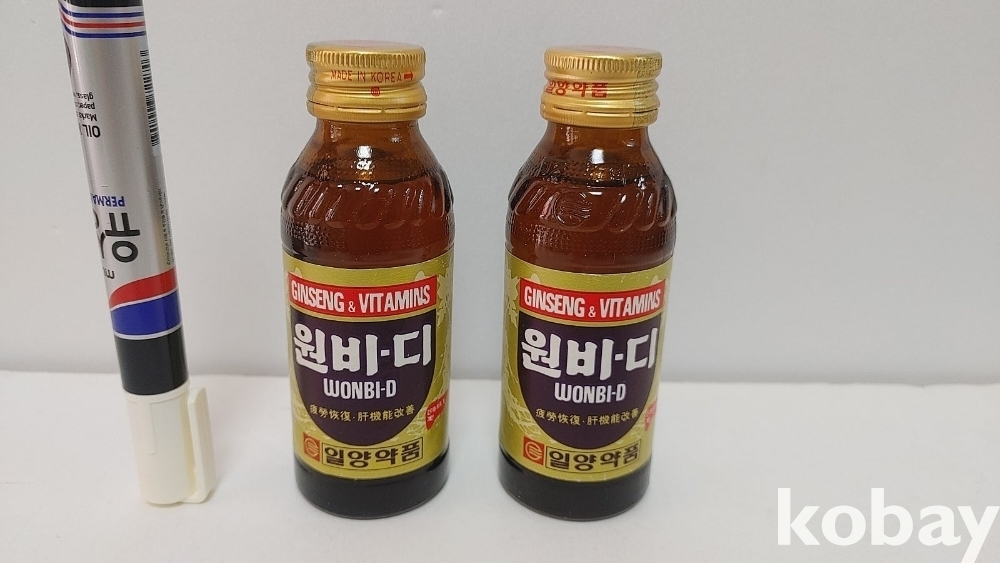 MADE IN KOREA
GINSENG & VITAMINS
원비-디
WONBI-D
疲勞恢復·肝機能改善
일양약품
일양약품
GINSENG & VITAMINS
원비-디
WONBI-D
疲勞恢復·肝機能改善
일양약품
OIL
PERMA
kobay